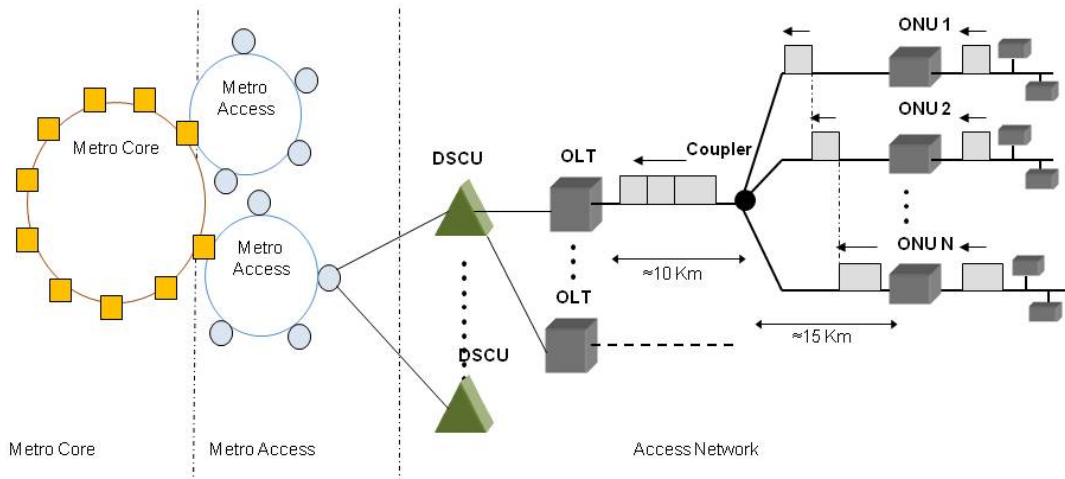 ONU 1
Metro
Access
ONU 2
Metro Core
DSCU
OLT
Coupler
Metro
Access
ONU N
≈10 Km
OLT
≈15 Km
DSCU
Metro Core
Metro Access
Access Network